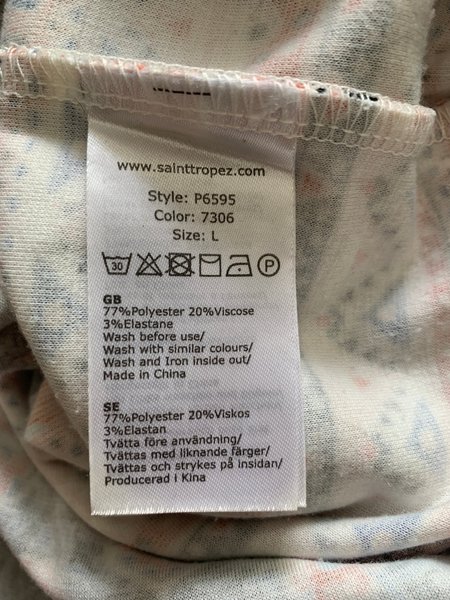 www.sainttropez.com
Style: P6595
Color: 7306
Size: L
30 P
GB
77%Polyester 20%Viscose
3%Elastane
Wash before use/
Wash with similar colours/
Wash and Iron inside out/
Made in China
SE
77%Polyester 20%Viskos
3%Elastan
Tvätta före användning/
Tvättas med liknande färger/
Tvättas och strykes på insidan/
Producerad i Kina